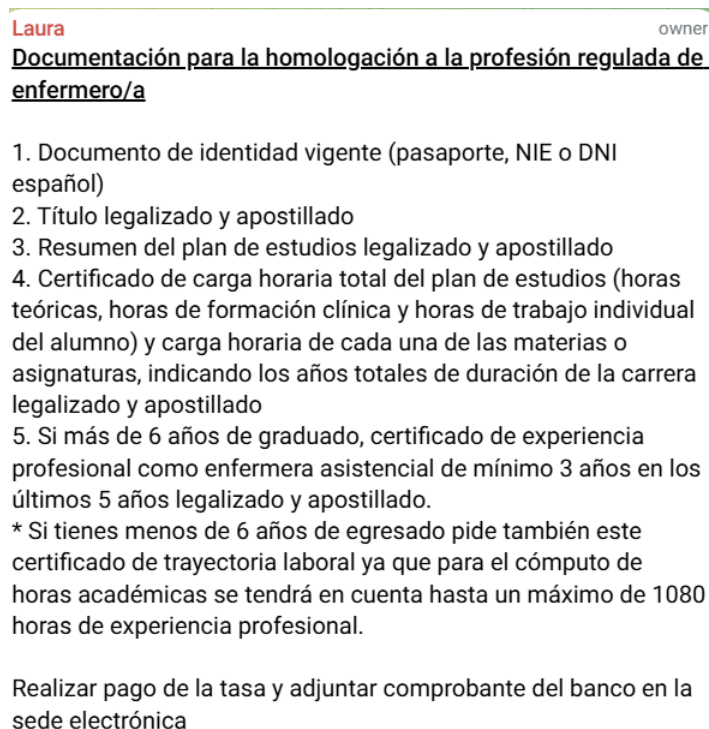 Laura owner
Documentación para la homologación a la profesión regulada de
enfermero/a
1. Documento de identidad vigente (pasaporte, NIE o DNI
español)
2. Título legalizado y apostillado
3. Resumen del plan de estudios legalizado y apostillado
4. Certificado de carga horaria total del plan de estudios (horas
teóricas, horas de formación clínica y horas de trabajo individual
del alumno) y carga horaria de cada una de las materias o
asignaturas, indicando los años totales de duración de la carrera
legalizado y apostillado
5. Si más de 6 años de graduado, certificado de experiencia
profesional como enfermera asistencial de mínimo 3 años en los
últimos 5 años legalizado y apostillado.
* Si tienes menos de 6 años de egresado pide también este
certificado de trayectoria laboral ya que para el cómputo de
horas académicas se tendrá en cuenta hasta un máximo de 1080
horas de experiencia profesional.
Realizar pago de la tasa y adjuntar comprobante del banco en la
sede electrónica